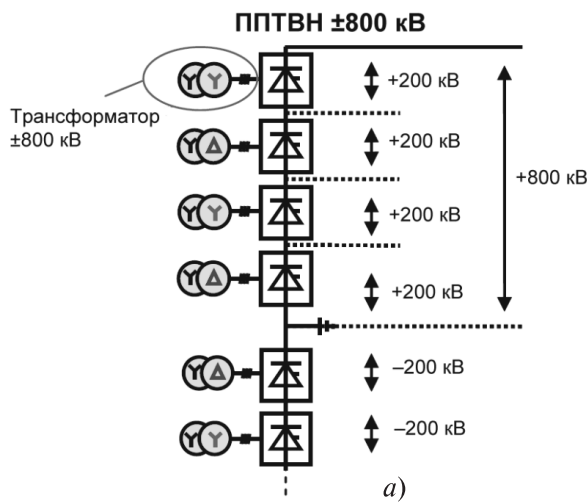 ППТВН ±800 кВ
Трансформатор
±800 кВ
+200 кВ
+200 кВ
+200 кВ
+200 кВ
+800 кВ
–200 кВ
–200 кВ
а)